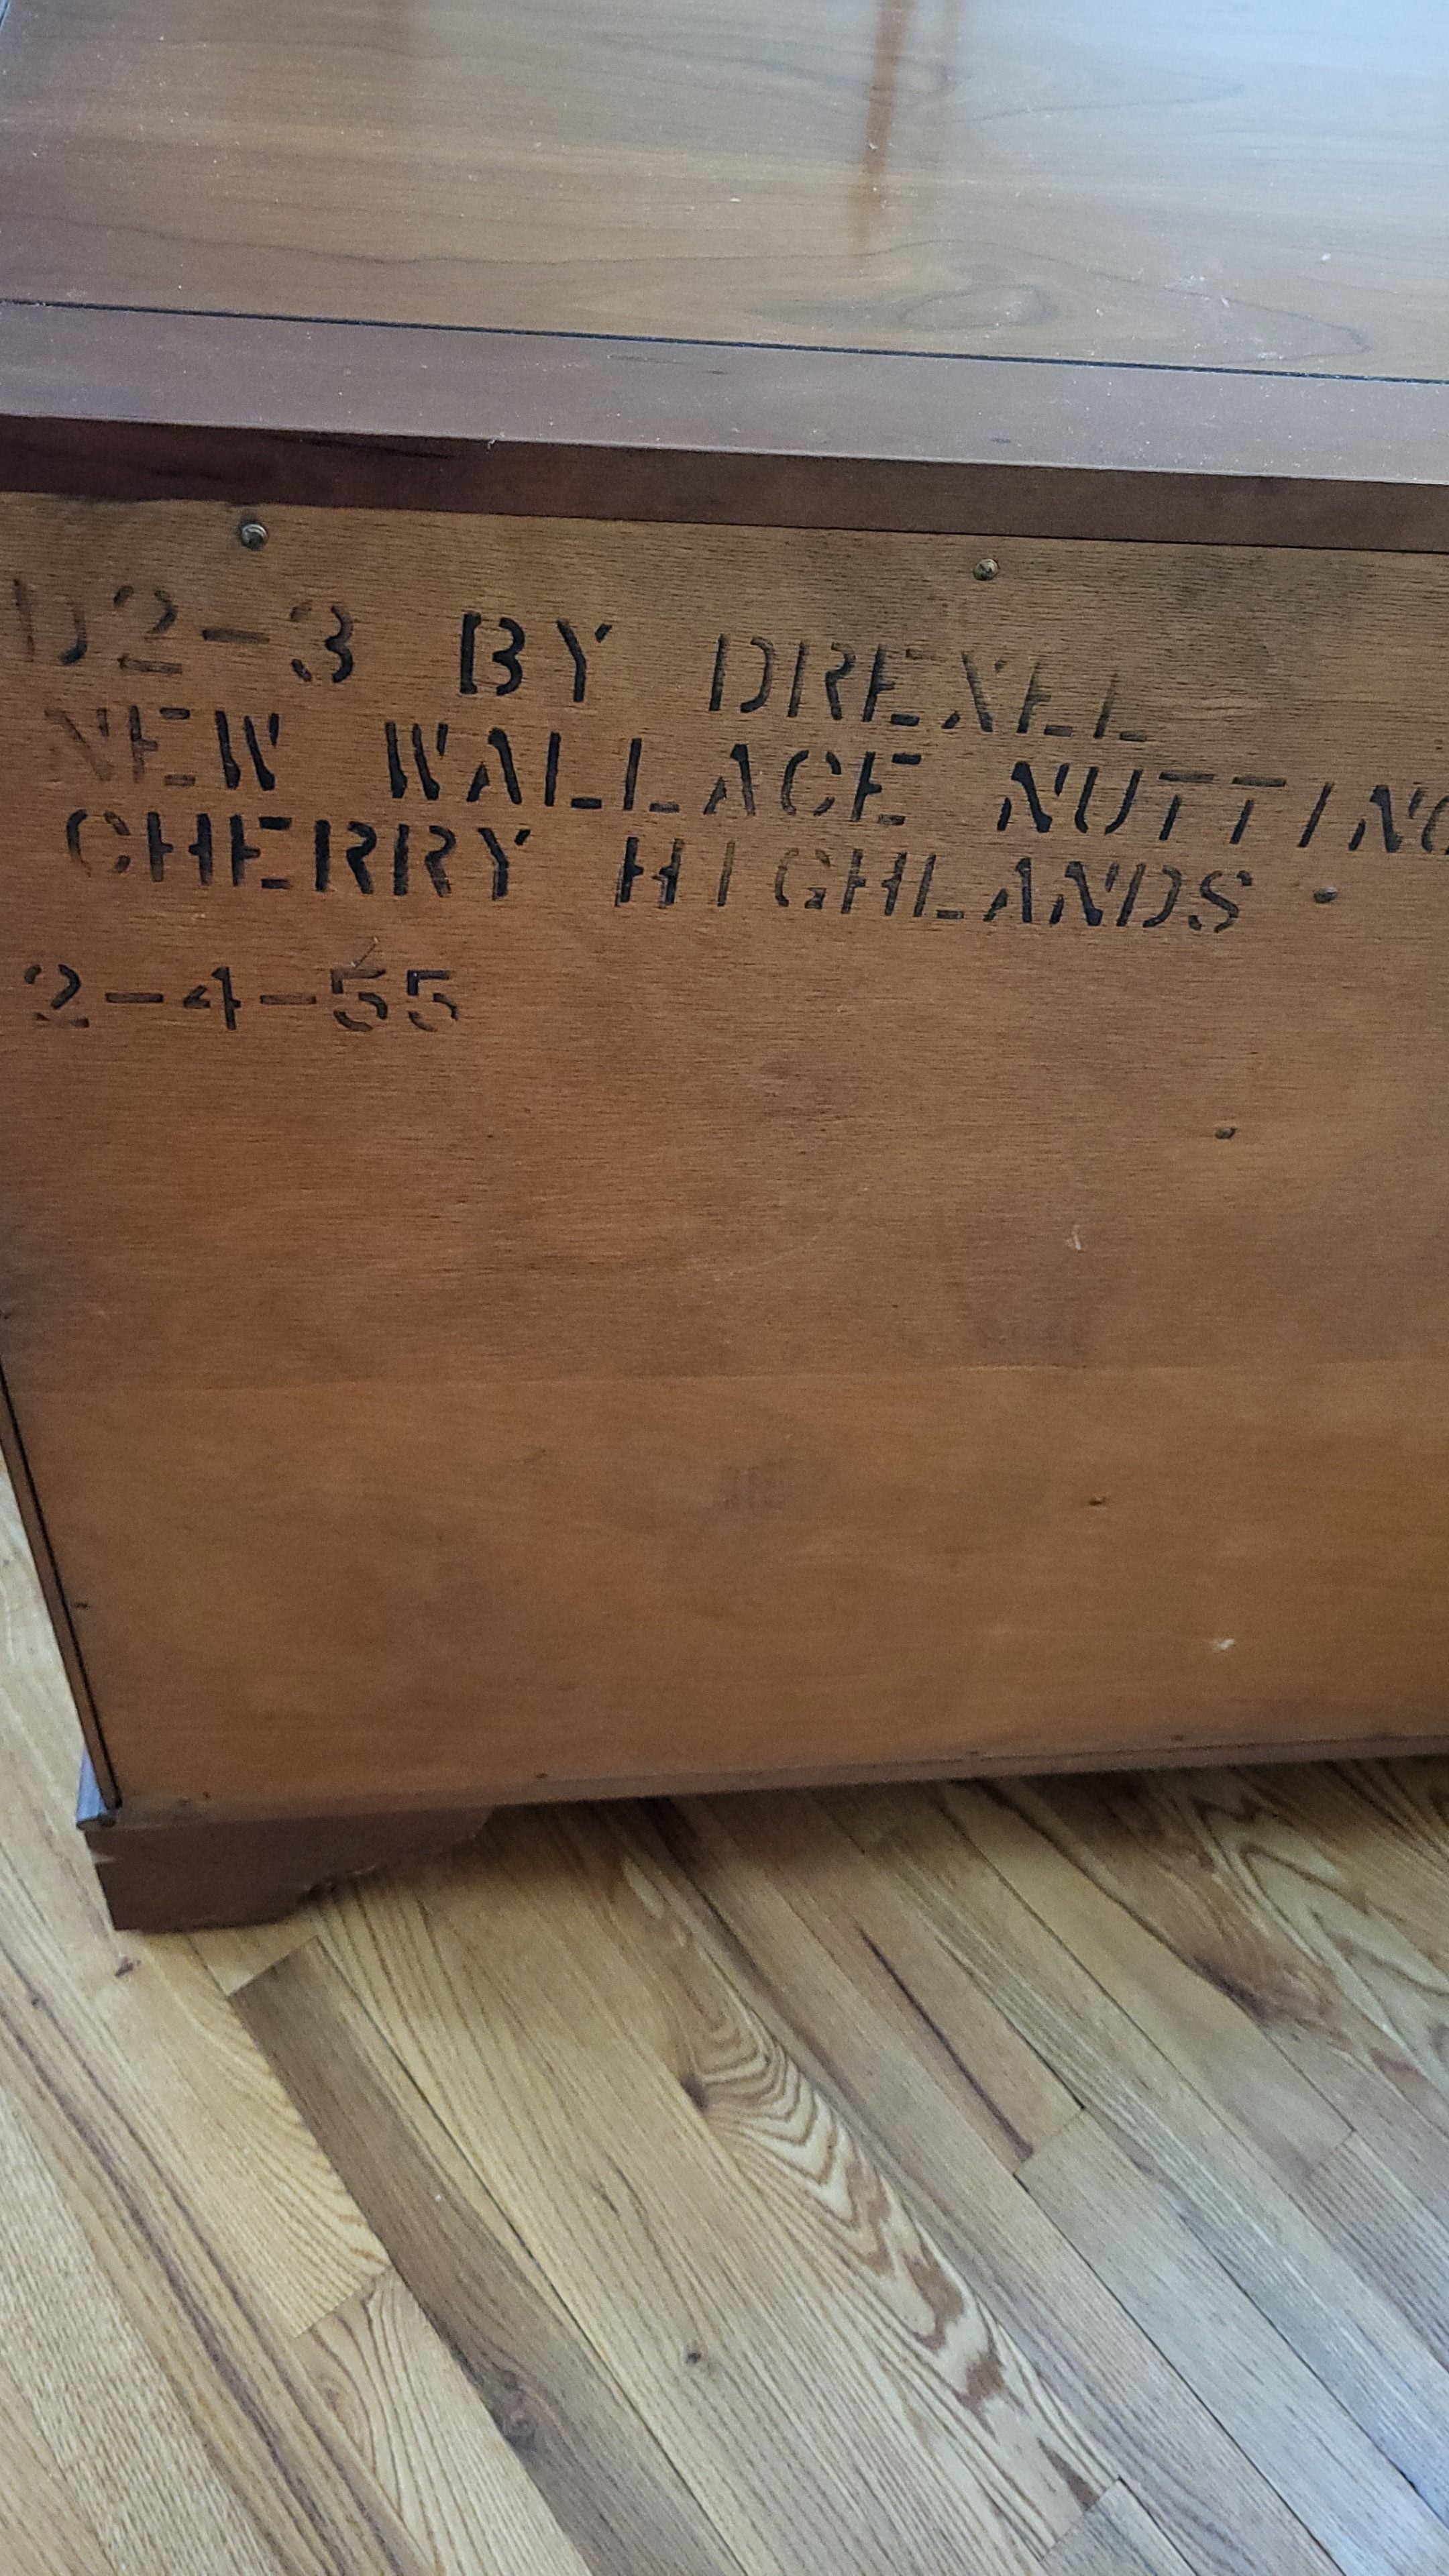 D2-3 BY DREXEL
NEW WALLACE NUTTING
CHERRY HIGHLANDS
2-4-55